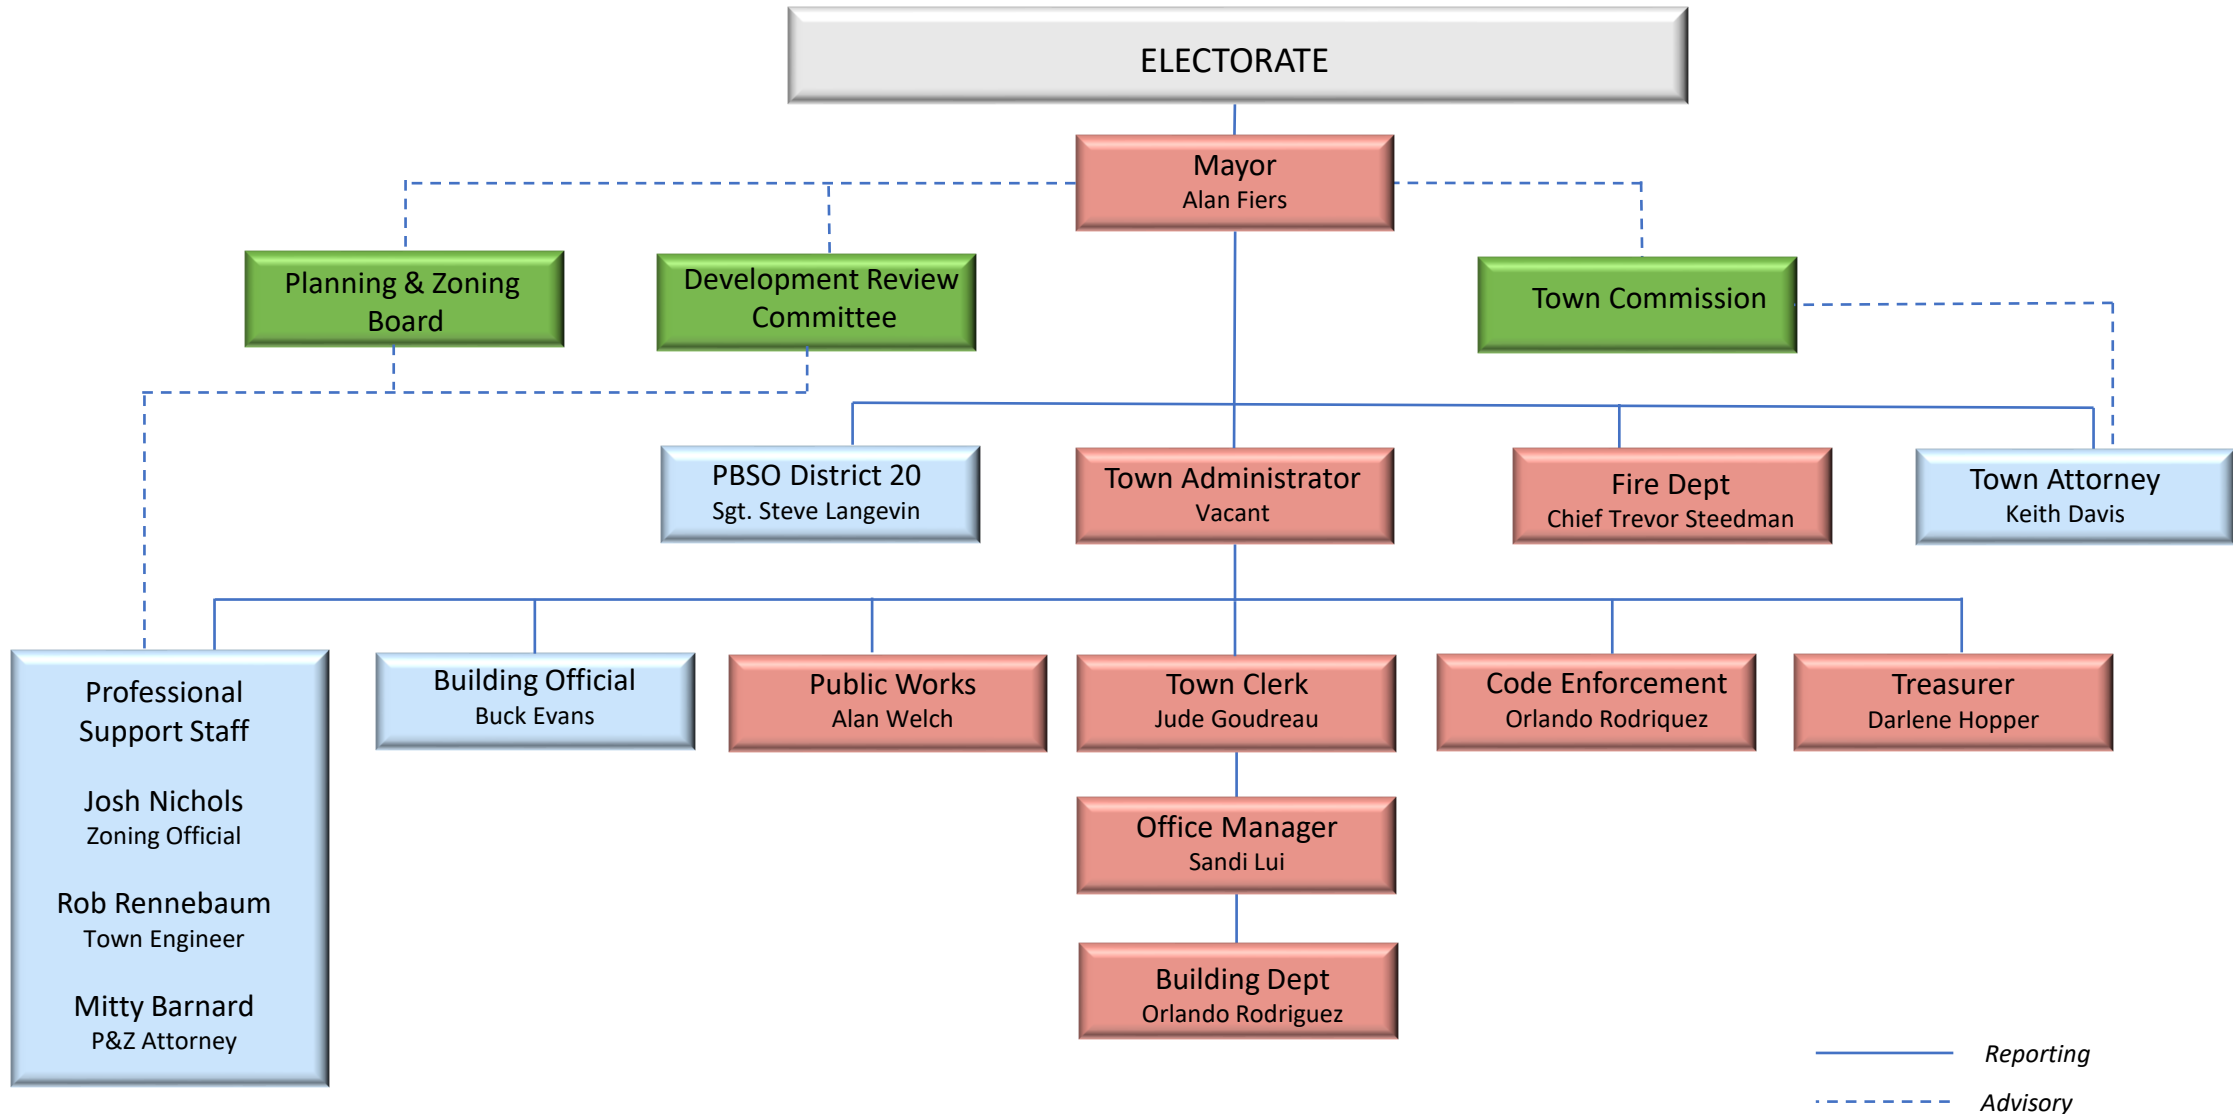 ELECTORATE
Mayor
Alan Fiers
Planning & Zoning
Board
Development Review
Committee
Town Commission
PBSO District 20
Sgt. Steve Langevin
Town Administrator
Vacant
Fire Dept
Chief Trevor Steedman
Town Attorney
Keith Davis
Professional
Support Staff
Josh Nichols
Zoning Official
Rob Rennebaum
Town Engineer
Mitty Barnard
P&Z Attorney
Building Official
Buck Evans
Public Works
Alan Welch
Town Clerk
Jude Goudreau
Code Enforcement
Orlando Rodriquez
Treasurer
Darlene Hopper
Office Manager
Sandi Lui
Building Dept
Orlando Rodriguez
Reporting
Advisory